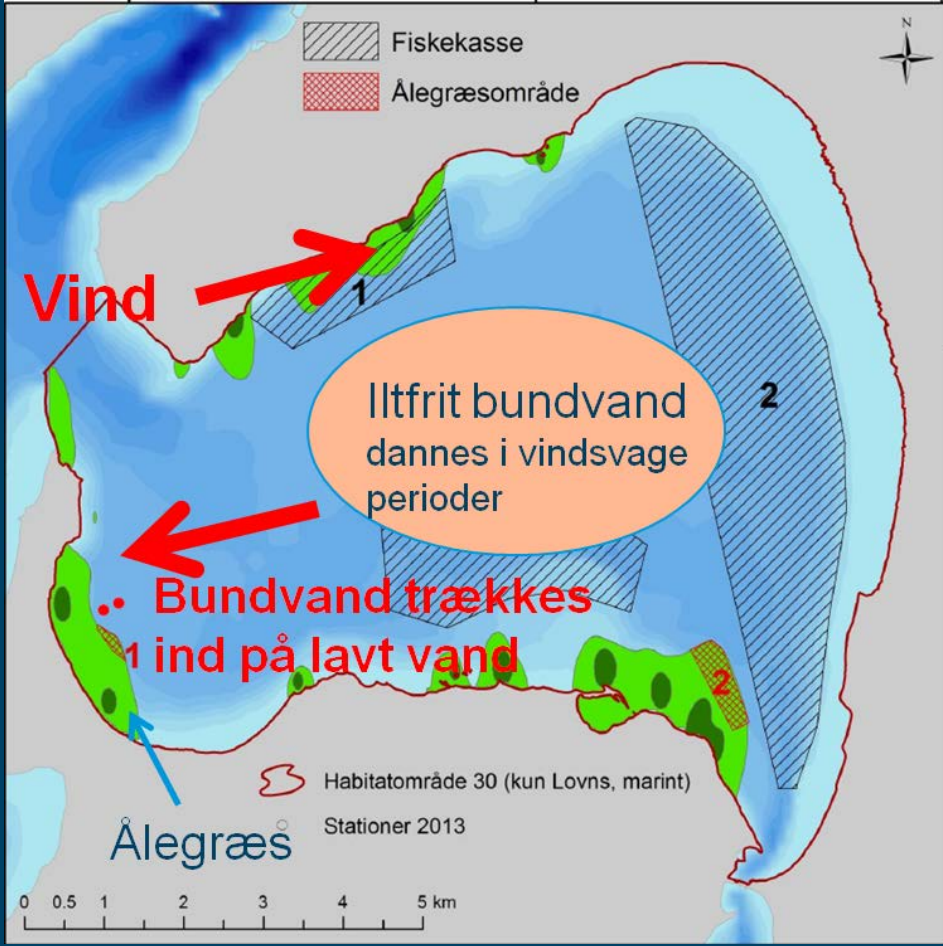 N
Fiskekasse
Ålegræsområde
Vind
1
2
Iltfrit bundvand
dannes i vindsvage
perioder
Bundvand trækkes
1 ind på lavt vand
2
Habitatområde 30 (kun Lovns, marint)
Stationer 2013
Ålegræs
0 0.5 1 2 3 4 5 km